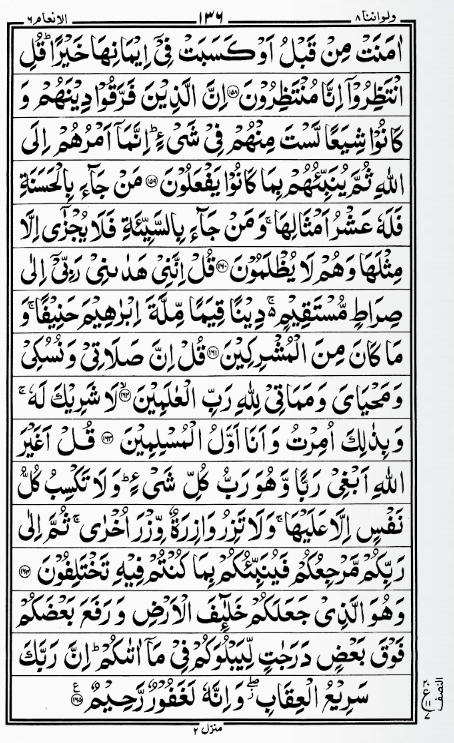 ولواننا ٨ ١٣٦ الانعام ٦
اٰمَنَتْ مِنْ قَبْلُ اَوْ كَسَبَتْ فِیْۤ اِیْمَانِهَا خَیْرًا ؕ قُلِ
انْتَظِرُوْۤا اِنَّا مُنْتَظِرُوْنَ ﴿۱۵۸﴾ اِنَّ الَّذِیْنَ فَرَّقُوْا دِیْنَهُمْ وَ
كَانُوْا شِیَعًا لَّسْتَ مِنْهُمْ فِیْ شَیْءٍ ؕ اِنَّمَاۤ اَمْرُهُمْ اِلَی
اللّٰهِ ثُمَّ یُنَبِّئُهُمْ بِمَا كَانُوْا یَفْعَلُوْنَ ﴿۱۵۹﴾ مَنْ جَآءَ بِالْحَسَنَةِ
فَلَهٗ عَشْرُ اَمْثَالِهَا ۚ وَ مَنْ جَآءَ بِالسَّیِّئَةِ فَلَا یُجْزٰۤی اِلَّا
مِثْلَهَا وَ هُمْ لَا یُظْلَمُوْنَ ﴿۱۶۰﴾ قُلْ اِنَّنِیْ هَدٰىنِیْ رَبِّیْۤ اِلٰی
صِرَاطٍ مُّسْتَقِیْمٍ ۚ دِیْنًا قِیَمًا مِّلَّةَ اِبْرٰهِیْمَ حَنِیْفًا ۚ وَ
مَا كَانَ مِنَ الْمُشْرِكِیْنَ ﴿۱۶۱﴾ قُلْ اِنَّ صَلَاتِیْ وَ نُسُكِیْ
وَ مَحْیَایَ وَ مَمَاتِیْ لِلّٰهِ رَبِّ الْعٰلَمِیْنَ ﴿۱۶۲﴾ۙ لَا شَرِیْكَ لَهٗ ۚ
وَ بِذٰلِكَ اُمِرْتُ وَ اَنَا اَوَّلُ الْمُسْلِمِیْنَ ﴿۱۶۳﴾ قُلْ اَغَیْرَ
اللّٰهِ اَبْغِیْ رَبًّا وَّ هُوَ رَبُّ كُلِّ شَیْءٍ ؕ وَ لَا تَكْسِبُ كُلُّ
نَفْسٍ اِلَّا عَلَیْهَا ۚ وَ لَا تَزِرُ وَازِرَةٌ وِّزْرَ اُخْرٰی ۚ ثُمَّ اِلٰی
رَبِّكُمْ مَّرْجِعُكُمْ فَیُنَبِّئُكُمْ بِمَا كُنْتُمْ فِیْهِ تَخْتَلِفُوْنَ ﴿۱۶۴﴾
وَ هُوَ الَّذِیْ جَعَلَكُمْ خَلٰٓئِفَ الْاَرْضِ وَ رَفَعَ بَعْضَكُمْ
فَوْقَ بَعْضٍ دَرَجٰتٍ لِّیَبْلُوَكُمْ فِیْ مَاۤ اٰتٰىكُمْ ؕ اِنَّ رَبَّكَ
سَرِیْعُ الْعِقَابِ ۖؗ وَ اِنَّهٗ لَغَفُوْرٌ رَّحِیْمٌ ﴿۱۶۵﴾ ع
النصف
منزل ٢